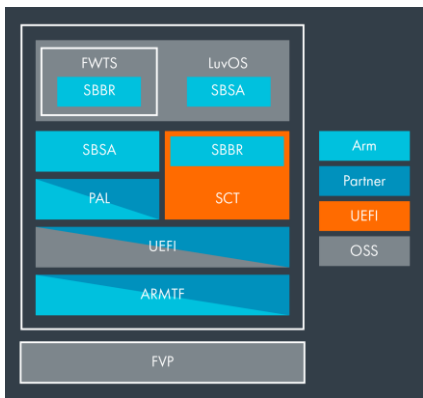 FWTS
LuvOS
SBBR
SBSA
SBSA
SBBR
PAL
SCT
UEFI
ARMTF
FVP
Arm
Partner
UEFI
OSS